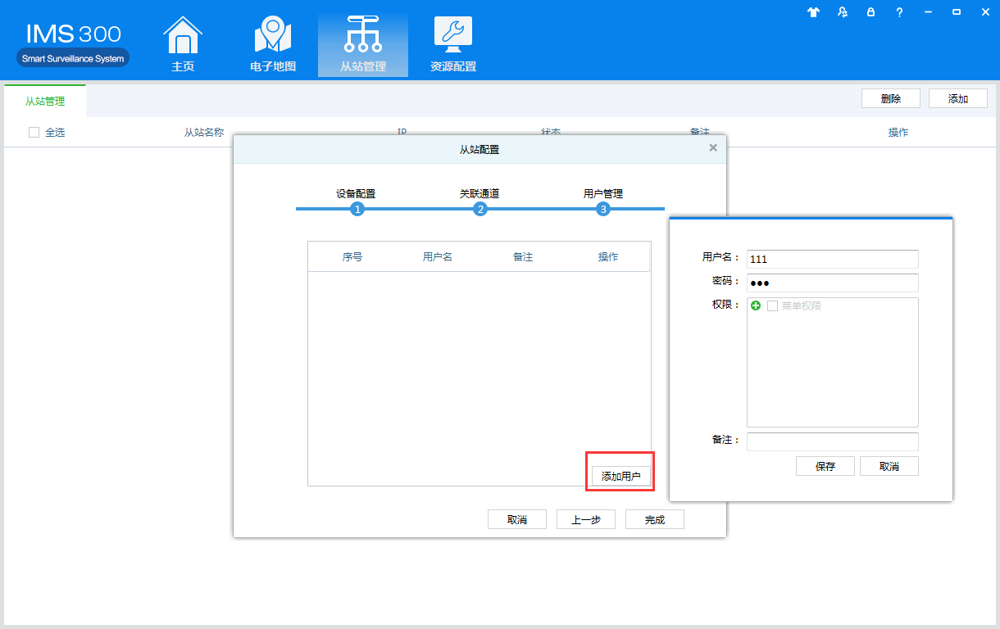 IMS 300
Smart Surveillance System
主页
电子地图
从站管理
资源配置
从站管理
删除
添加
全选
从站名称
IP
状态
备注
操作
从站配置
设备配置
关联通道
用户管理
1
2
3
序号
用户名
备注
操作
添加用户
取消
上一步
完成
用户名：
111
密码：
●●●
权限：
菜单权限
备注：
保存
取消